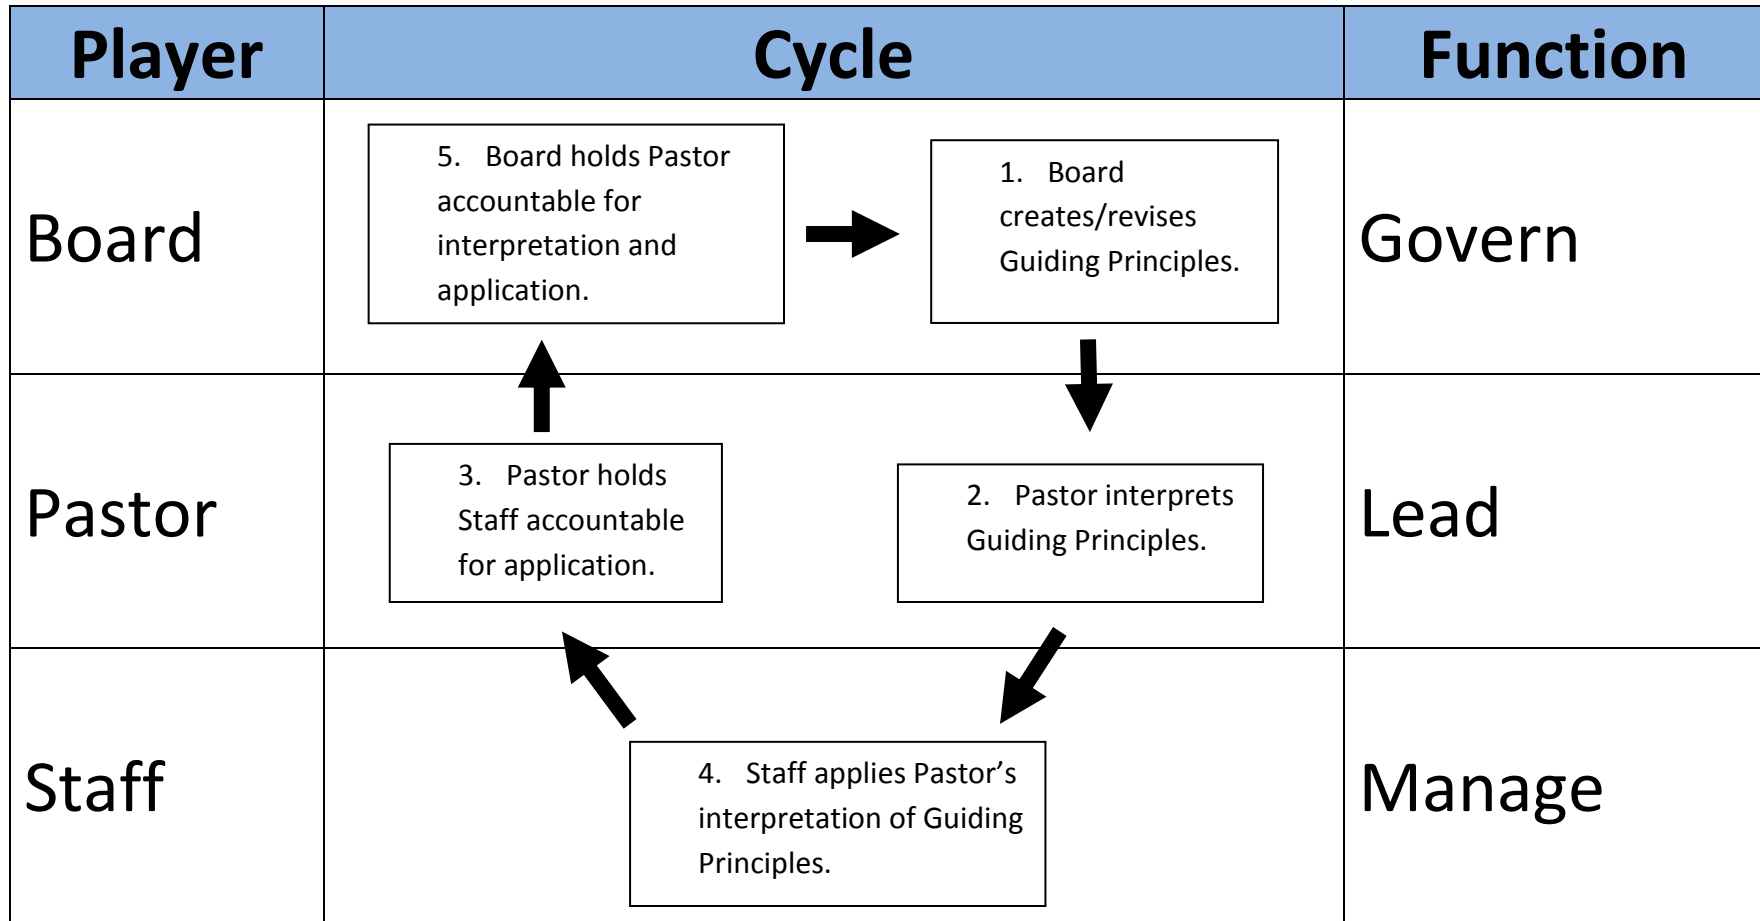 Player
Cycle
Function
Board
5. Board holds Pastor
accountable for
interpretation and
application.
1. Board
creates/revises
Guiding Principles.
Govern
Pastor
3. Pastor holds
Staff accountable
for application.
2. Pastor interprets
Guiding Principles.
Lead
Staff
4. Staff applies Pastor’s
interpretation of Guiding
Principles.
Manage